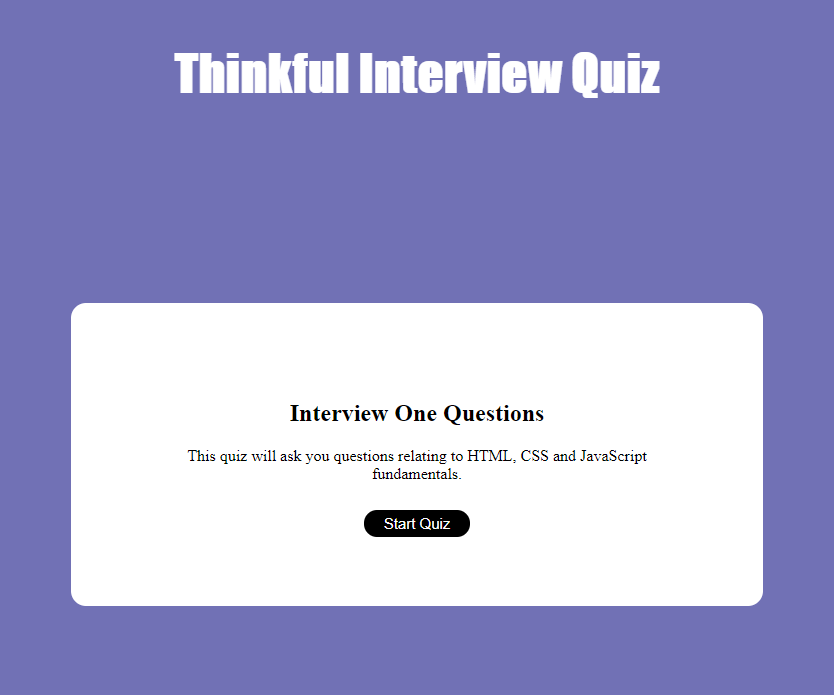 Thinkful Interview Quiz
Interview One Questions
This quiz will ask you questions relating to HTML, CSS and JavaScript
fundamentals.
Start Quiz